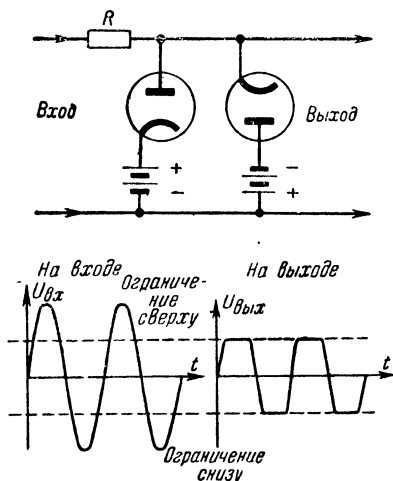 R
Вход
Выход
+
-
-
+
На входе
Uвх
Ограниче-
ние
сверху
t
На выходе
Uвых
t
Ограничение
снизу